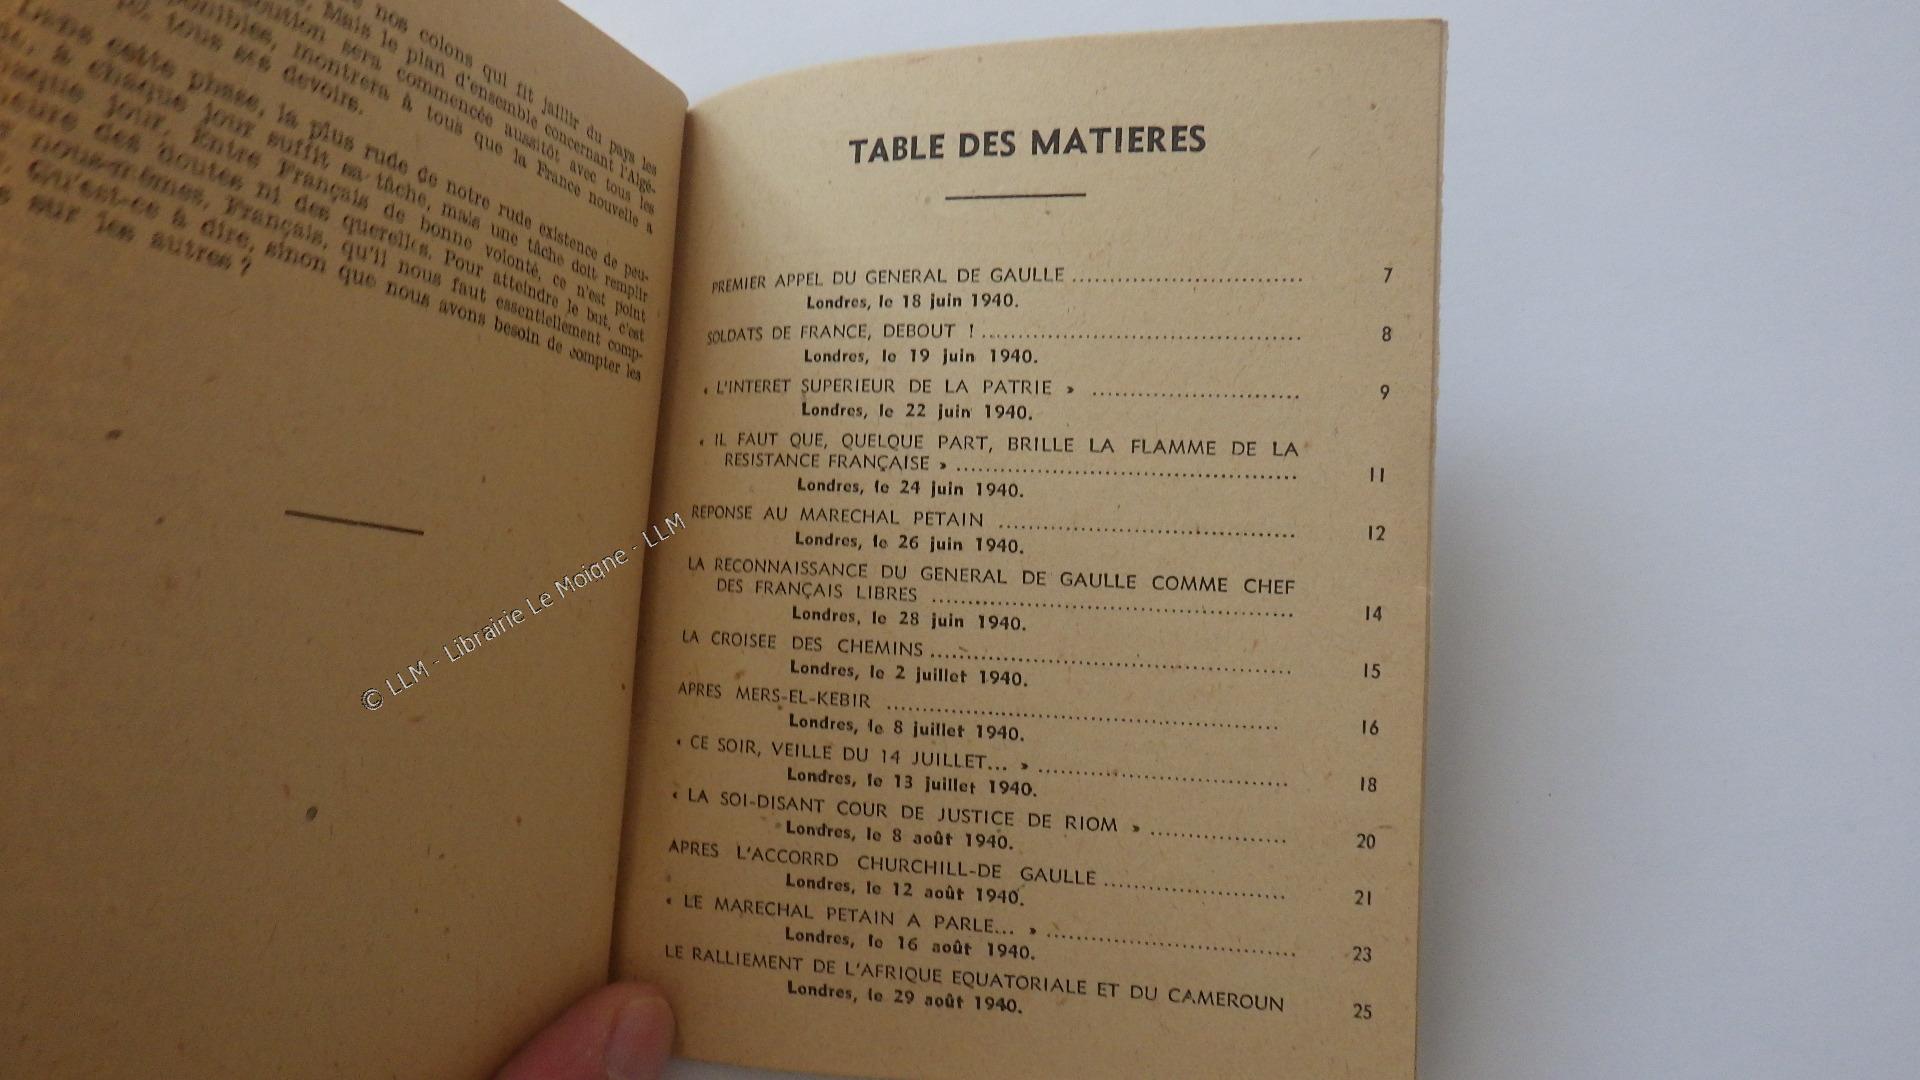 nos colons qui fit jaillir du pays les
Mais le plan d'ensemble concernant l'Algé-
sera commencée aussitôt avec tous les
montrera à tous que la France nouvelle a
tous ses devoirs.
Dans cette phase, la plus rude de notre rude existence de peu-
à chaque jour suffit sa tâche, mais une tâche doit remplir
chaque jour. Entre Français de bonne volonté, ce n'est point
des doutes ni des querelles. Pour atteindre le but, c'est
nous-mêmes, Français, qu'il nous faut essentiellement comp-
Qu'est-ce à dire, sinon que nous avons besoin de compter les
sur les autres ?
© LLM - Librairie Le Moigne - LLM
TABLE DES MATIERES
PREMIER APPEL DU GENERAL DE GAULLE ............................... 7
Londres, le 18 juin 1940.
SOLDATS DE FRANCE, DEBOUT ! ............................... 8
Londres, le 19 juin 1940.
« L'INTERET SUPERIEUR DE LA PATRIE » ............................... 9
Londres, le 22 juin 1940.
« IL FAUT QUE, QUELQUE PART, BRILLE LA FLAMME DE LA
RESISTANCE FRANÇAISE » ............................... 11
Londres, le 24 juin 1940.
REPONSE AU MARECHAL PETAIN ............................... 12
Londres, le 26 juin 1940.
LA RECONNAISSANCE DU GENERAL DE GAULLE COMME CHEF
DES FRANÇAIS LIBRES ............................... 14
Londres, le 28 juin 1940.
LA CROISEE DES CHEMINS ............................... 15
Londres, le 2 juillet 1940.
APRES MERS-EL-KEBIR ............................... 16
Londres, le 8 juillet 1940.
« CE SOIR, VEILLE DU 14 JUILLET... » ............................... 18
Londres, le 13 juillet 1940.
« LA SOI-DISANT COUR DE JUSTICE DE RIOM » ............... 20
Londres, le 8 août 1940.
APRES L'ACCORRD CHURCHILL-DE GAULLE ............................... 21
Londres, le 12 août 1940.
« LE MARECHAL PETAIN A PARLE... » ............................... 23
Londres, le 16 août 1940.
LE RALLIEMENT DE L'AFRIQUE EQUATORIALE ET DU CAMEROUN 25
Londres, le 29 août 1940.